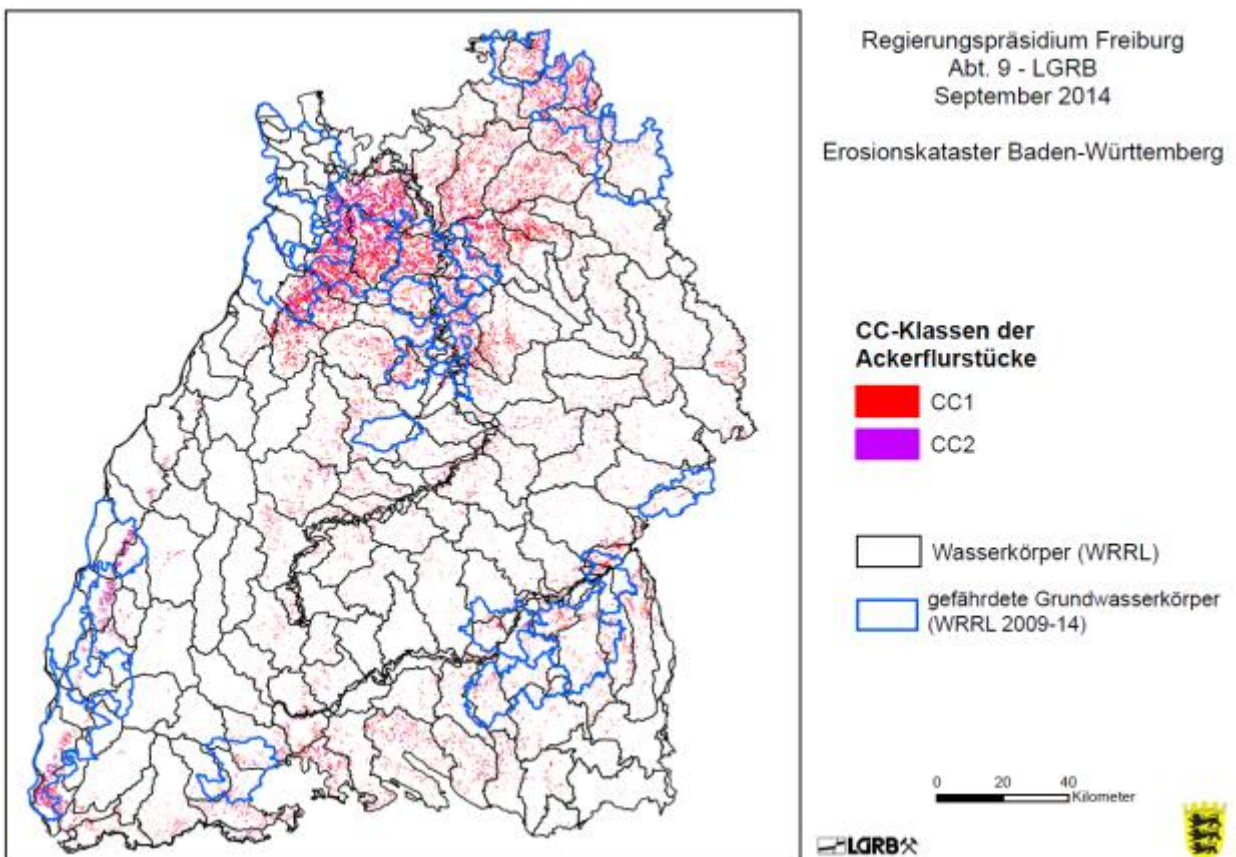 Regierungspräsidium Freiburg
Abt. 9 - LGRB
September 2014
Erosionskataster Baden-Württemberg
CC-Klassen der
Ackerflurstücke
CC1
CC2
Wasserkörper (WRRL)
gefährdete Grundwasserkörper
(WRRL 2009-14)
0 20 40
Kilometer
LGRB